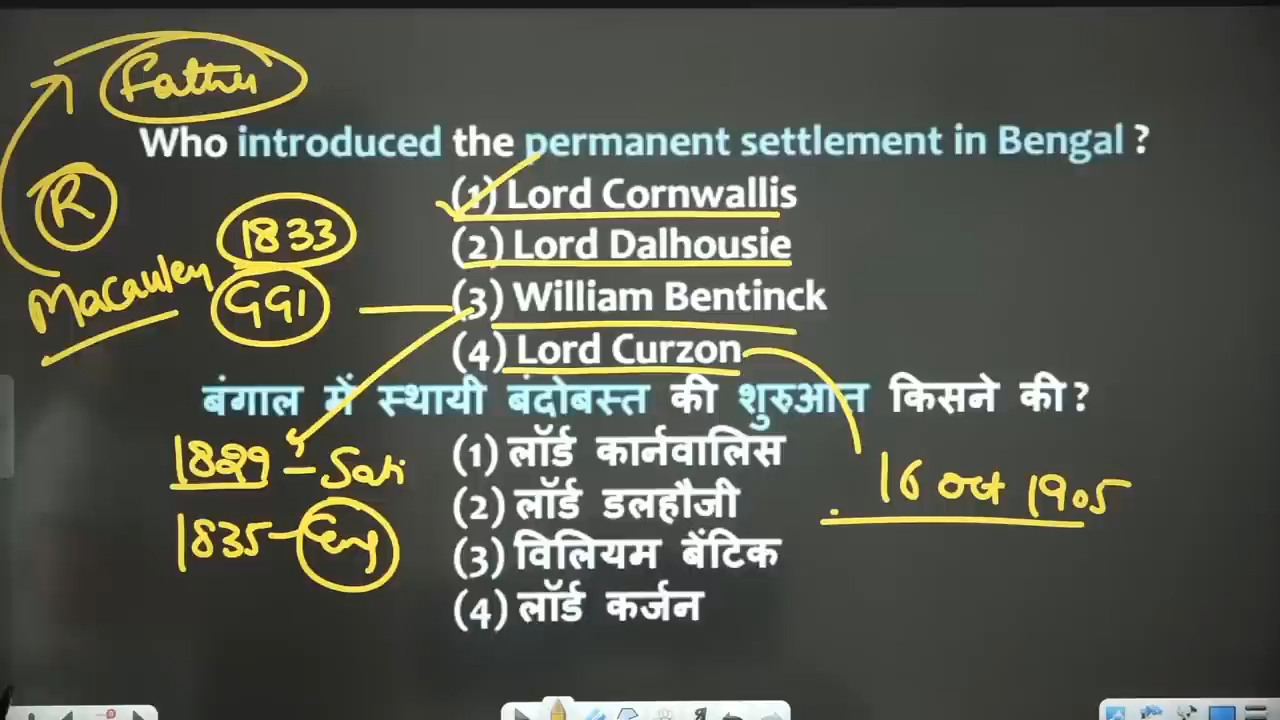 Father
Who introduced the permanent settlement in Bengal ?
(1) Lord Cornwallis
R
1833
(2) Lord Dalhousie
Macauley
GGI
(3) William Bentinck
(4) Lord Curzon
बंगाल में स्थायी बंदोबस्त की शुरुआत किसने की?
(1) लॉर्ड कार्नवालिस
1829 - Sati
16 Oct 1905
(2) लॉर्ड डलहौजी
1835 - Eng
(3) विलियम बेंटिक
(4) लॉर्ड कर्जन